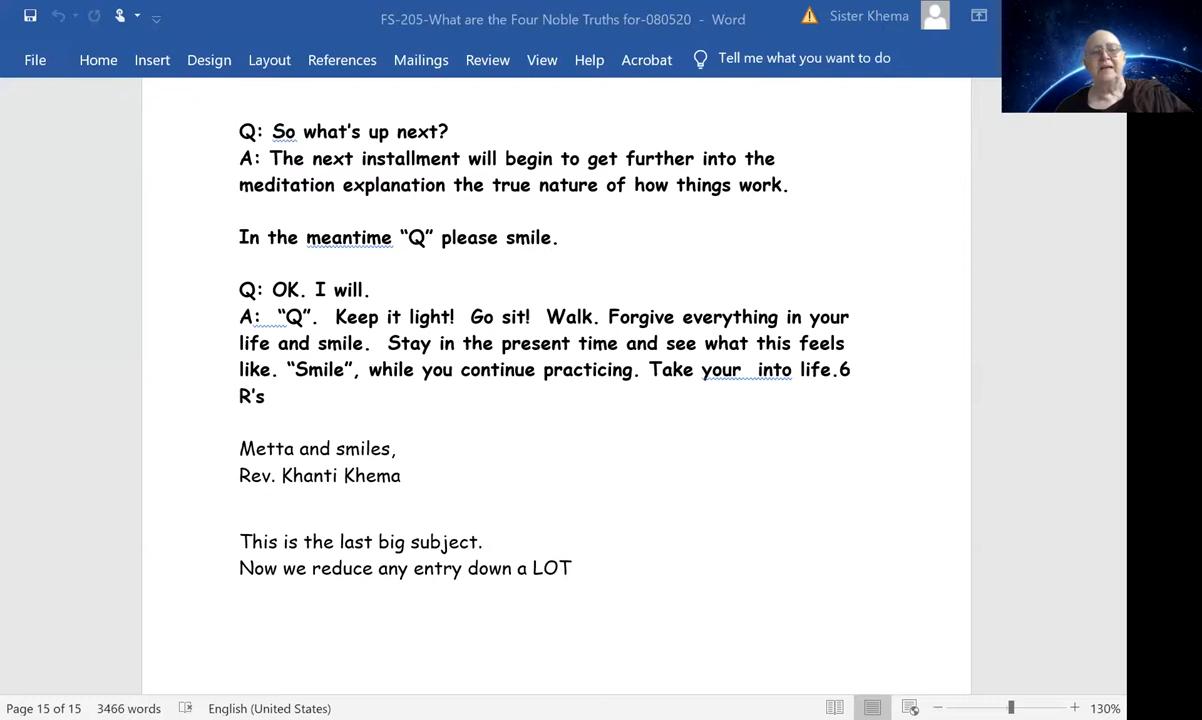 FS-205-What are the Four Noble Truths for-080520 - Word
Sister Khema
File Home Insert Design Layout References Mailings Review View Help Acrobat Tell me what you want to do
Q: So what's up next?
A: The next installment will begin to get further into the
meditation explanation the true nature of how things work.
In the meantime “Q” please smile.
Q: OK. I will.
A: “Q”. Keep it light! Go sit! Walk. Forgive everything in your
life and smile. Stay in the present time and see what this feels
like. “Smile”, while you continue practicing. Take your into life.6
R's
Metta and smiles,
Rev. Khanti Khema
This is the last big subject.
Now we reduce any entry down a LOT
Page 15 of 15 3466 words English (United States) 130%